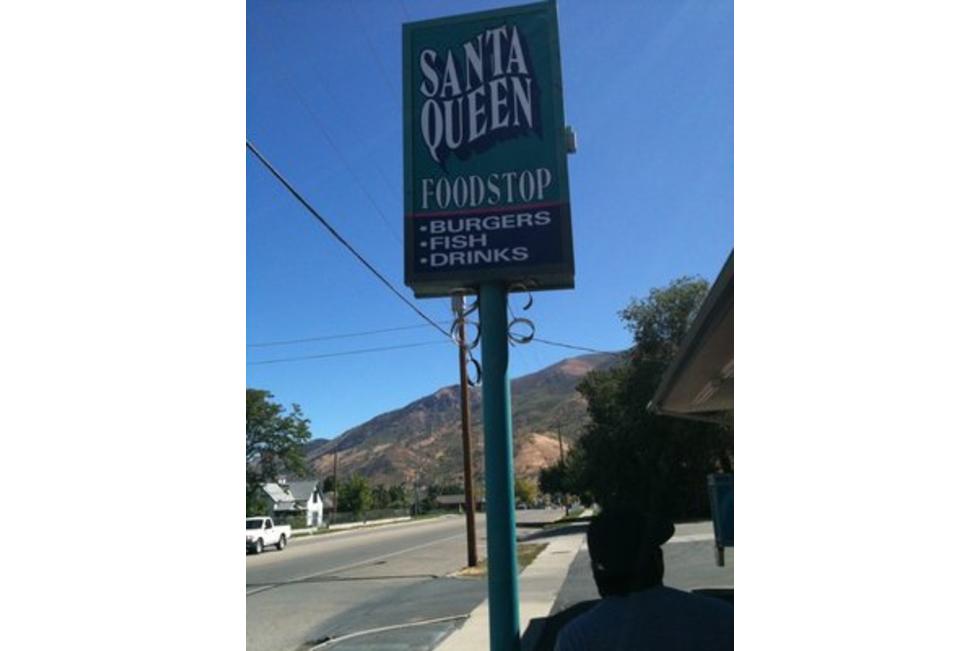 SANTA
QUEEN
FOODSTOP
•BURGERS
•FISH
•DRINKS